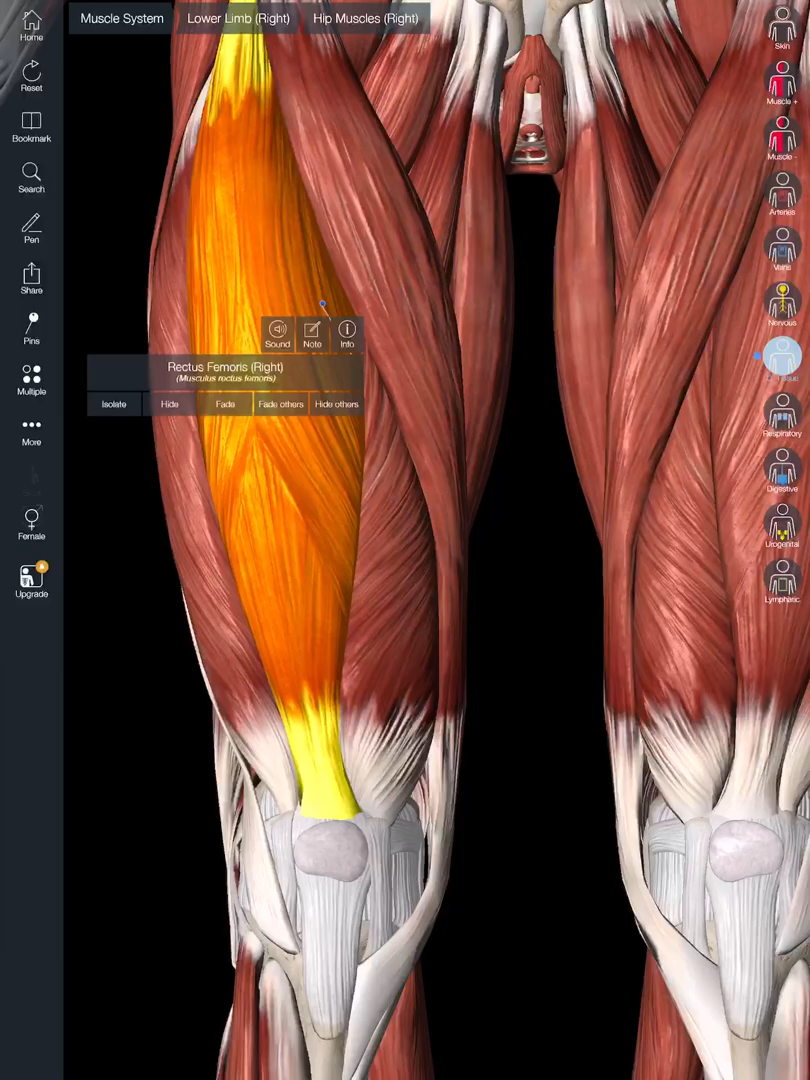 Muscle System
Lower Limb (Right)
Hip Muscles (Right)
Home
Reset
Bookmark
Search
Pen
Share
Pins
Multiple
More
Female
Upgrade
Sound
Note
Info
Rectus Femoris (Right)
(Musculus rectus femoris)
Isolate
Hide
Fade
Fade others
Hide others
Skin
Muscle +
Muscle -
Arteries
Veins
Nervous
Respiratory
Digestive
Urogenital
Lymphatic